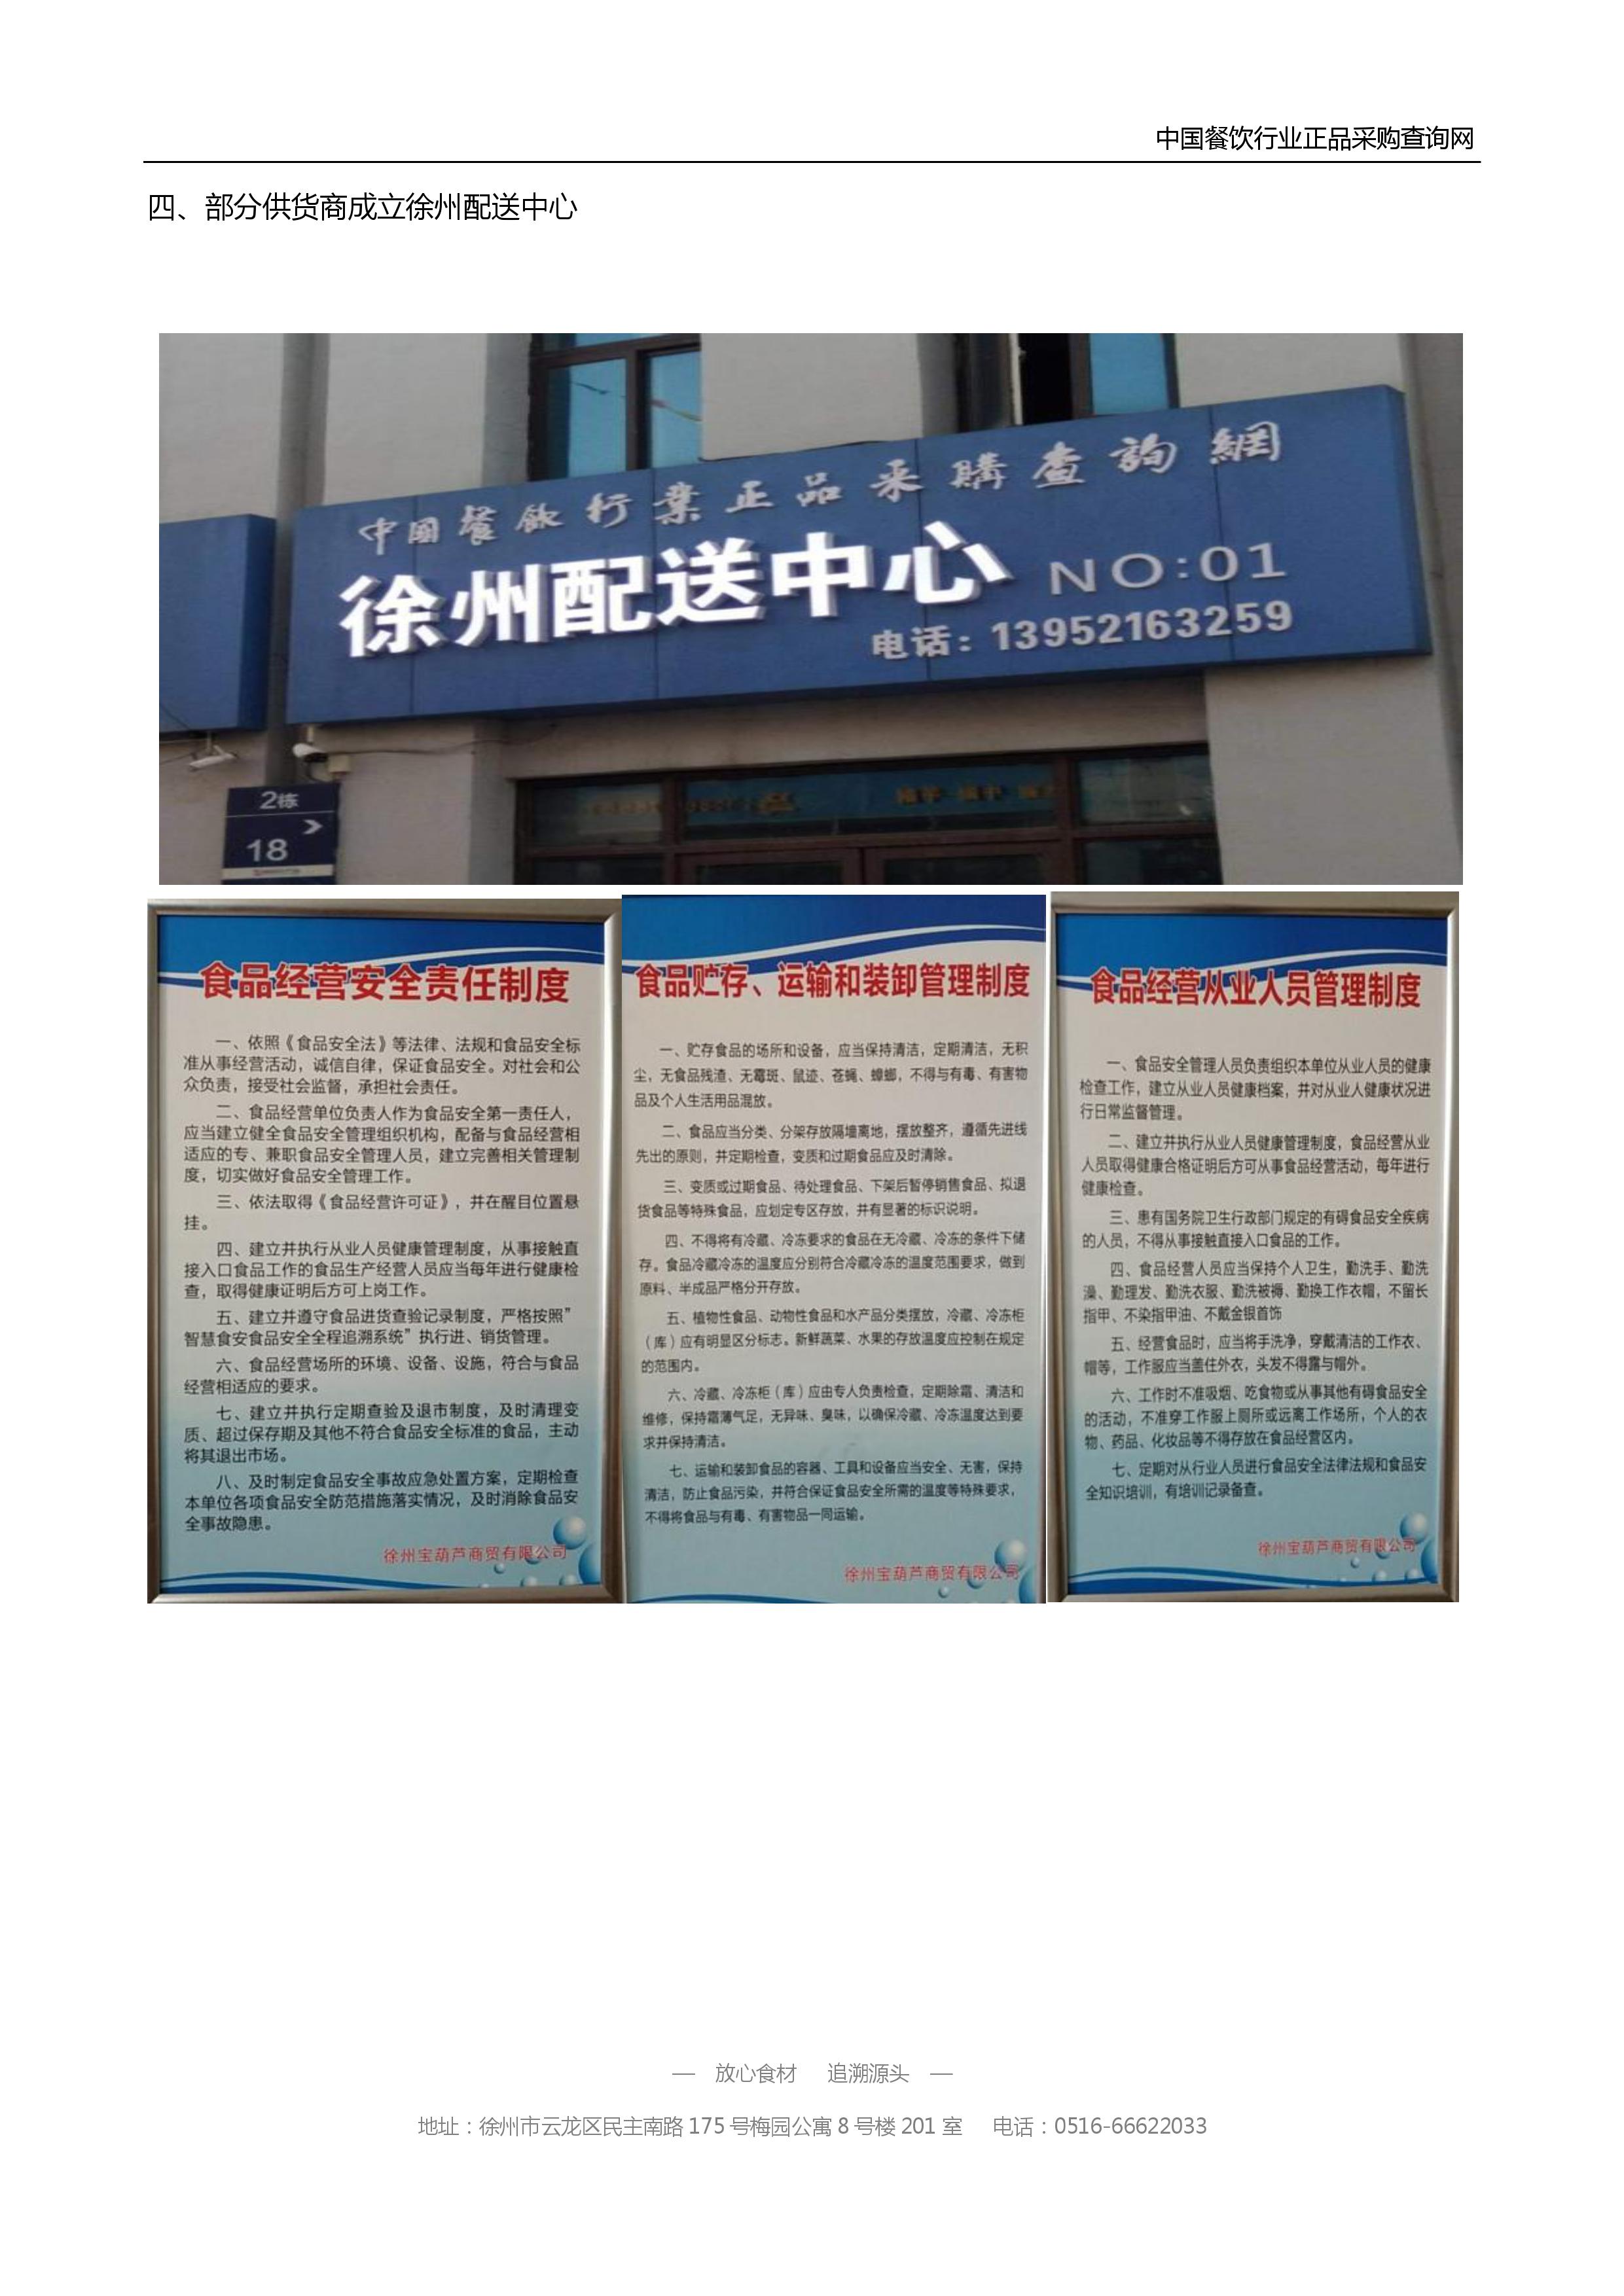 中国餐饮行业正品采购查询网
四、部分供货商成立徐州配送中心
中國餐飲行業正品采購查詢網
徐州配送中心 NO:01
电话：13952163259
2栋
18
食品经营安全责任制度
一、依照《食品安全法》等法律、法规和食品安全标
准从事经营活动，诚信自律，保证食品安全。对社会和公
众负责，接受社会监督，承担社会责任。
二、食品经营单位负责人作为食品安全第一责任人，
应当建立健全食品安全管理组织机构，配备与食品经营相
适应的专、兼职食品安全管理人员，建立完善相关管理制
度，切实做好食品安全管理工作。
三、依法取得《食品经营许可证》，并在醒目位置悬
挂。
四、建立并执行从业人员健康管理制度，从事接触直
接入口食品工作的食品生产经营人员应当每年进行健康检
查，取得健康证明后方可上岗工作。
五、建立并遵守食品进货查验记录制度，严格按照”
智慧食安食品安全全程追溯系统”执行进、销货管理。
六、食品经营场所的环境、设备、设施，符合与食品
经营相适应的要求。
七、建立并执行定期查验及退市制度，及时清理变
质、超过保存期及其他不符合食品安全标准的食品，主动
将其退出市场。
八、及时制定食品安全事故应急处置方案，定期检查
本单位各项食品安全防范措施落实情况，及时消除食品安
全事故隐患。
徐州宝葫芦商贸有限公司
食品贮存、运输和装卸管理制度
一、贮存食品的场所和设备，应当保持清洁，定期清洁，无积
尘，无食品残渣、无霉斑、鼠迹、苍蝇、蟑螂，不得与有毒、有害物
品及个人生活用品混放。
二、食品应当分类、分架存放隔墙离地，摆放整齐，遵循先进线
先出的原则，并定期检查，变质和过期食品应及时清除。
三、变质或过期食品、待处理食品、下架后暂停销售食品、拟退
货食品等特殊食品，应划定专区存放，并有显著的标识说明。
四、不得将有冷藏、冷冻要求的食品在无冷藏、冷冻的条件下储
存。食品冷藏冷冻的温度应分别符合冷藏冷冻的温度范围要求，做到
原料、半成品严格分开存放。
五、植物性食品、动物性食品和水产品分类摆放，冷藏、冷冻柜
（库）应有明显区分标志。新鲜蔬菜、水果的存放温度应控制在规定
的范围内。
六、冷藏、冷冻柜（库）应由专人负责检查，定期除霜、清洁和
维修，保持霜薄气足，无异味、臭味，以确保冷藏、冷冻温度达到要
求并保持清洁。
七、运输和装卸食品的容器、工具和设备应当安全、无害，保持
清洁，防止食品污染，并符合保证食品安全所需的温度等特殊要求，
不得将食品与有毒、有害物品一同运输。
徐州宝葫芦商贸有限公司
食品经营从业人员管理制度
一、食品安全管理人员负责组织本单位从业人员的健康
检查工作，建立从业人员健康档案，并对从业人健康状况进
行日常监督管理。
二、建立并执行从业人员健康管理制度，食品经营从业
人员取得健康合格证明后方可从事食品经营活动，每年进行
健康检查。
三、患有国务院卫生行政部门规定的有碍食品安全疾病
的人员，不得从事接触直接入口食品的工作。
四、食品经营人员应当保持个人卫生，勤洗手、勤洗
澡、勤理发、勤洗衣服、勤洗被褥、勤换工作衣帽，不留长
指甲、不染指甲油、不戴金银首饰
五、经营食品时，应当将手洗净，穿戴清洁的工作衣、
帽等，工作服应当盖住外衣，头发不得露与帽外。
六、工作时不准吸烟、吃食物或从事其他有碍食品安全
的活动，不准穿工作服上厕所或远离工作场所，个人的衣
物、药品、化妆品等不得存放在食品经营区内。
七、定期对从行业人员进行食品安全法律法规和食品安
全知识培训，有培训记录备查。
徐州宝葫芦商贸有限公司
— 放心食材 追溯源头 —
地址：徐州市云龙区民主南路 175 号梅园公寓 8 号楼 201 室 电话：0516-66622033